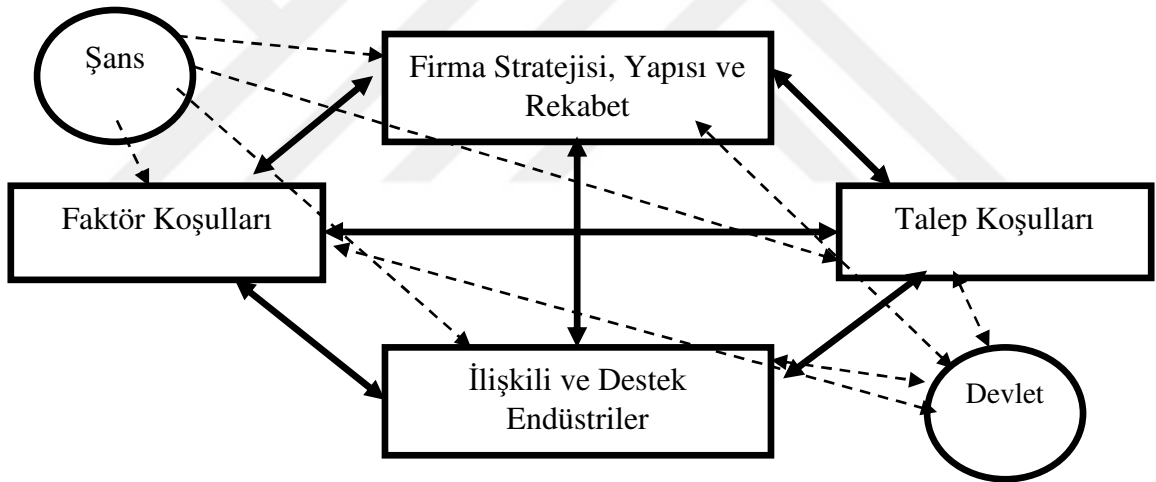 Şans
Firma Stratejisi, Yapısı ve
Rekabet
Faktör Koşulları
Talep Koşulları
İlişkili ve Destek
Endüstriler
Devlet